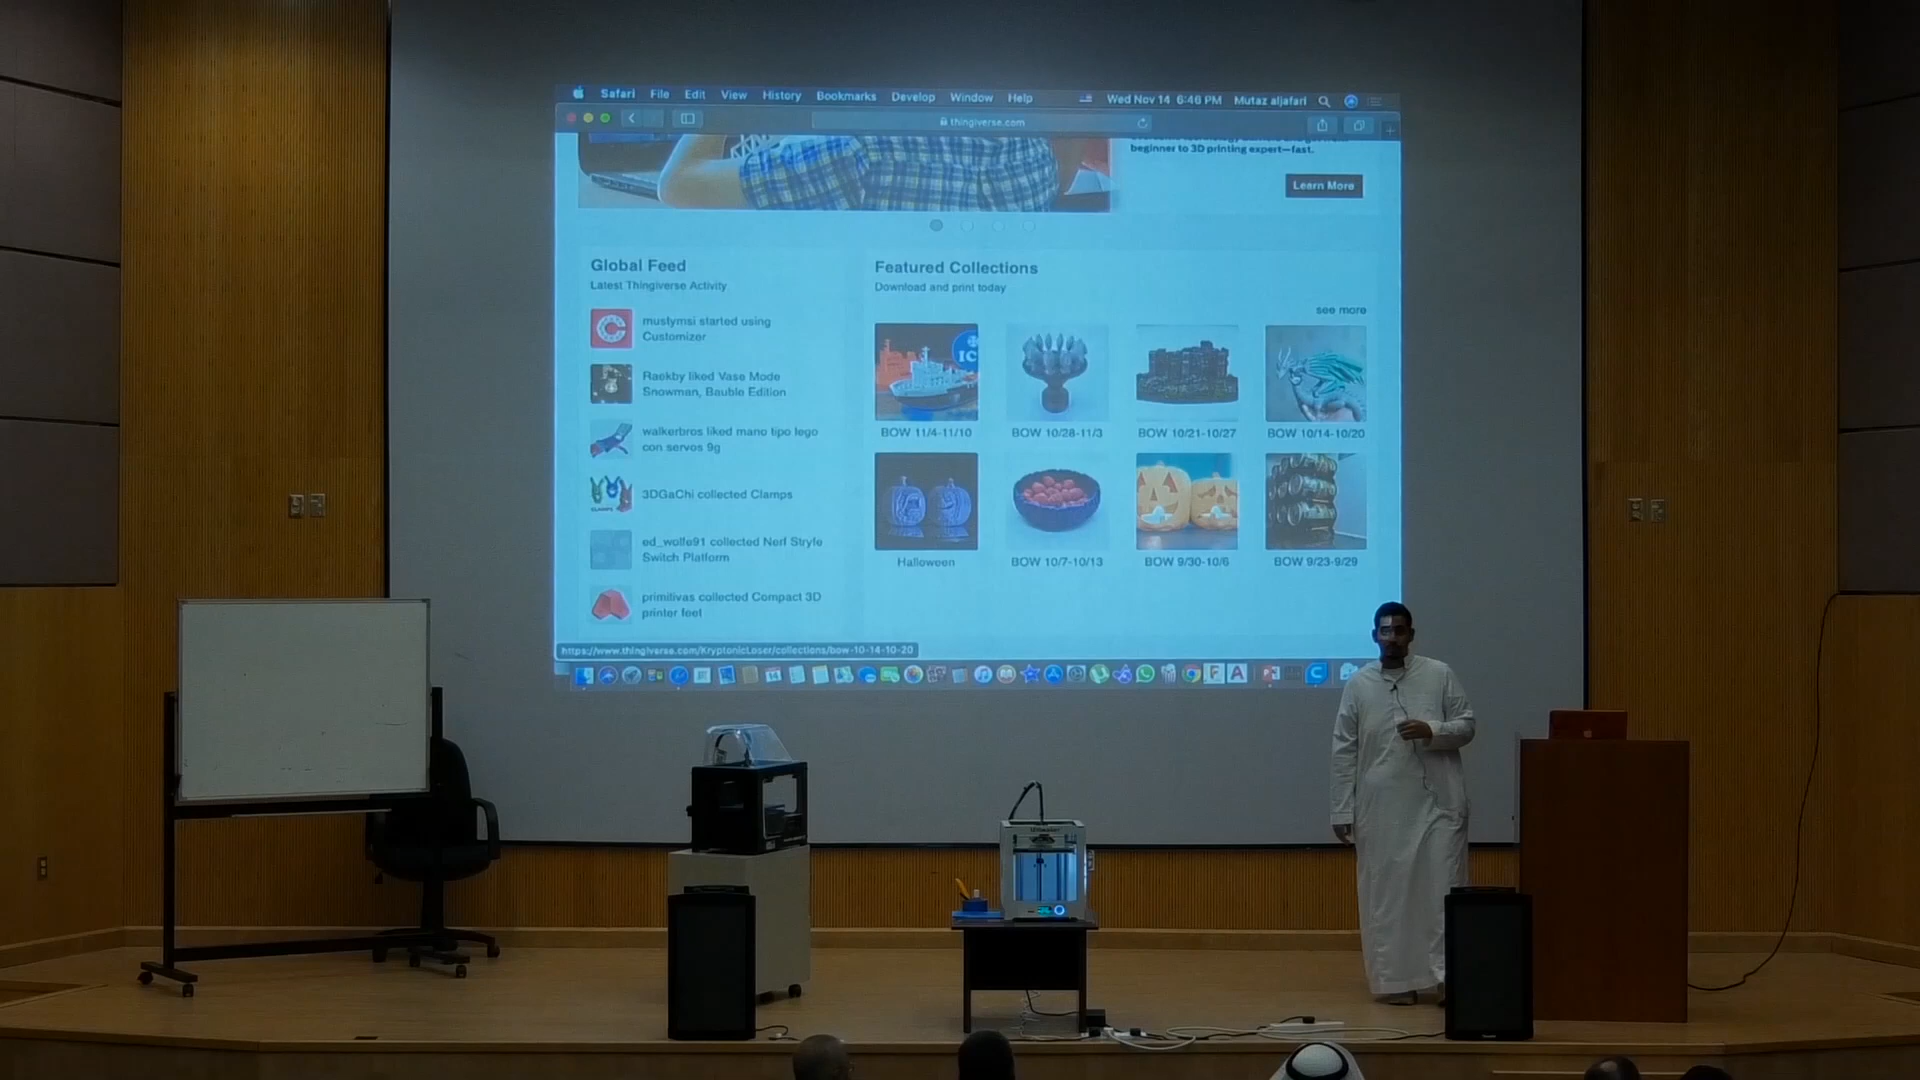 Safari File Edit View History Bookmarks Develop Window Help Wed Nov 14 6:46 PM Mutaz aljafari
thingiverse.com
beginner to 3D printing expert—fast.
Learn More
Global Feed
Latest Thingiverse Activity
mustymsi started using
Customizer
Raekby liked Vase Mode
Snowman, Bauble Edition
walkerbros liked mano tipo lego
con servos 9g
3DGaChi collected Clamps
CLAMPS
ed_wolfe91 collected Nerf Stryle
Switch Platform
primitivas collected Compact 3D
printer feet
Featured Collections
Download and print today
see more
IC
BOW 11/4-11/10
BOW 10/28-11/3
BOW 10/21-10/27
BOW 10/14-10/20
Halloween
BOW 10/7-10/13
BOW 9/30-10/6
BOW 9/23-9/29
https://www.thingiverse.com/KryptonicLoser/collections/bow-10-14-10-20
Ultimaker